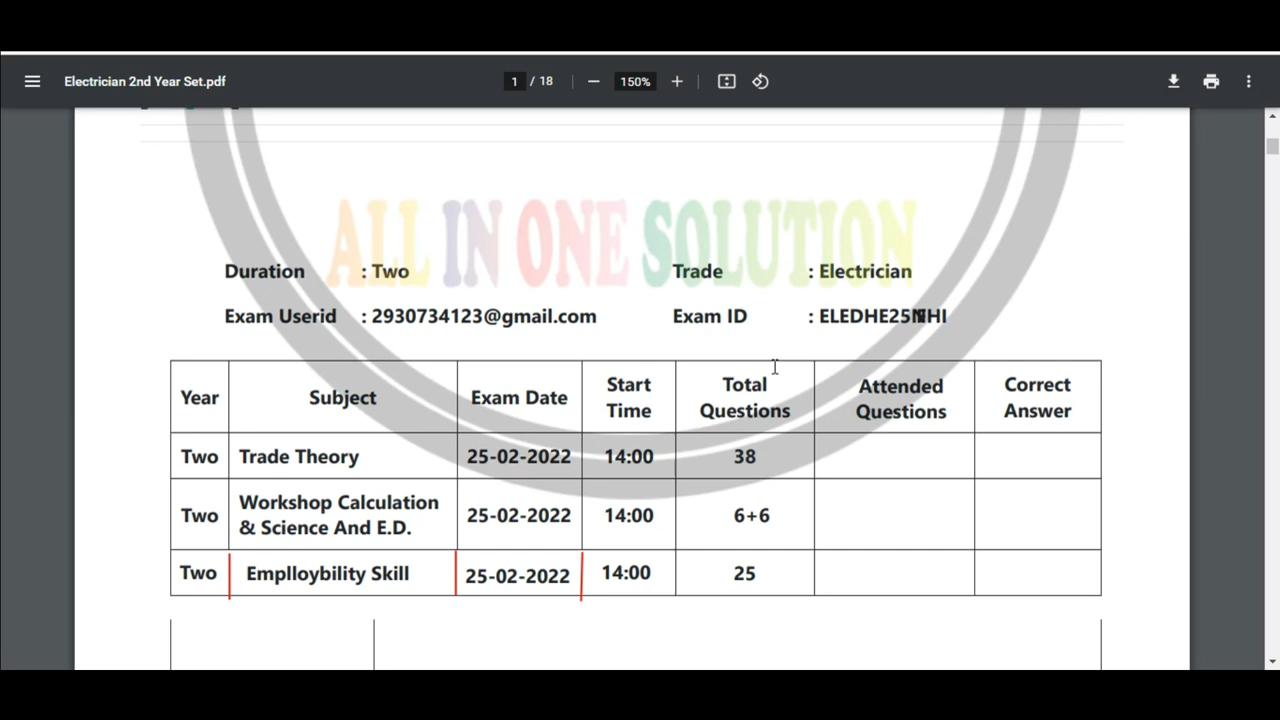 Electrician 2nd Year Set.pdf
1 / 18
150%
ALL IN ONE SOLUTION
Duration : Two Trade : Electrician
Exam Userid : 2930734123@gmail.com Exam ID : ELEDHE25NHI
Year Subject Exam Date Start Time Total Questions Attended Questions Correct Answer
Two Trade Theory 25-02-2022 14:00 38
Two Workshop Calculation & Science And E.D. 25-02-2022 14:00 6+6
Two Emplloybility Skill 25-02-2022 14:00 25